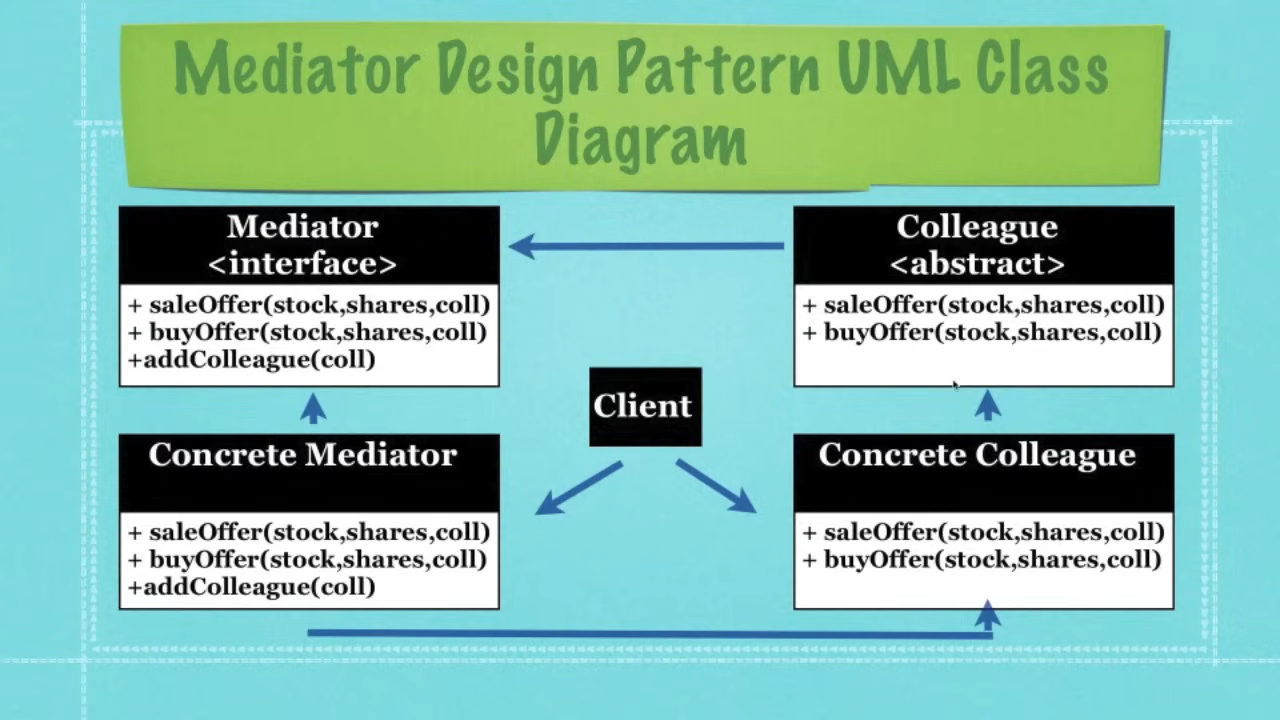 Mediator Design Pattern UML Class
Diagram
Mediator
<interface>
+ saleOffer(stock,shares,coll)
+ buyOffer(stock,shares,coll)
+addColleague(coll)
Colleague
<abstract>
+ saleOffer(stock,shares,coll)
+ buyOffer(stock,shares,coll)
Client
Concrete Mediator
+ saleOffer(stock,shares,coll)
+ buyOffer(stock,shares,coll)
+addColleague(coll)
Concrete Colleague
+ saleOffer(stock,shares,coll)
+ buyOffer(stock,shares,coll)